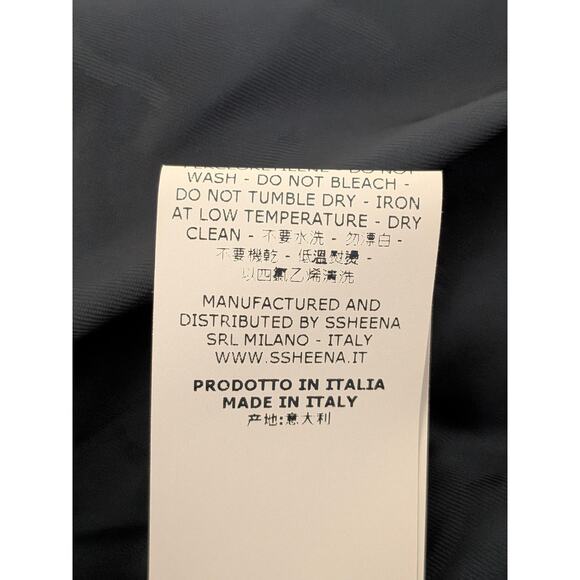 WASH - DO NOT BLEACH -
DO NOT TUMBLE DRY - IRON
AT LOW TEMPERATURE - DRY
CLEAN - 不要水洗 - 勿漂白 -
不要機乾 - 低溫熨燙 -
以四氯乙烯清洗
MANUFACTURED AND
DISTRIBUTED BY SSHEENA
SRL MILANO - ITALY
WWW.SSHEENA.IT
PRODOTTO IN ITALIA
MADE IN ITALY
产地:意大利